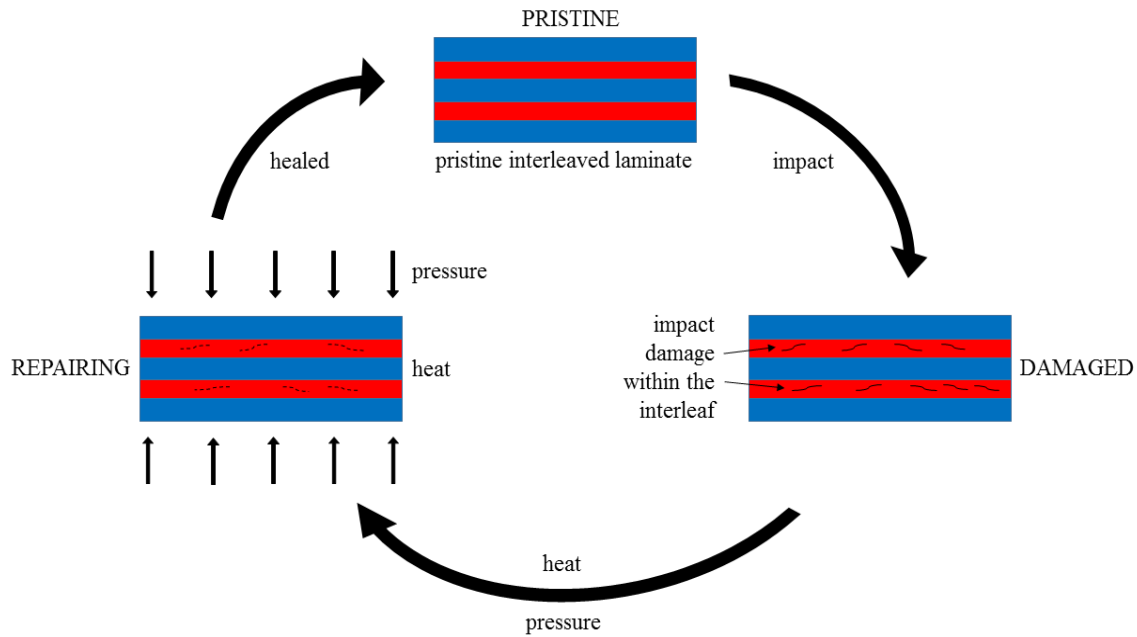 PRISTINE
pristine interleaved laminate
healed
impact
pressure
REPAIRING
heat
impact
damage
within the
interleaf
DAMAGED
heat
pressure